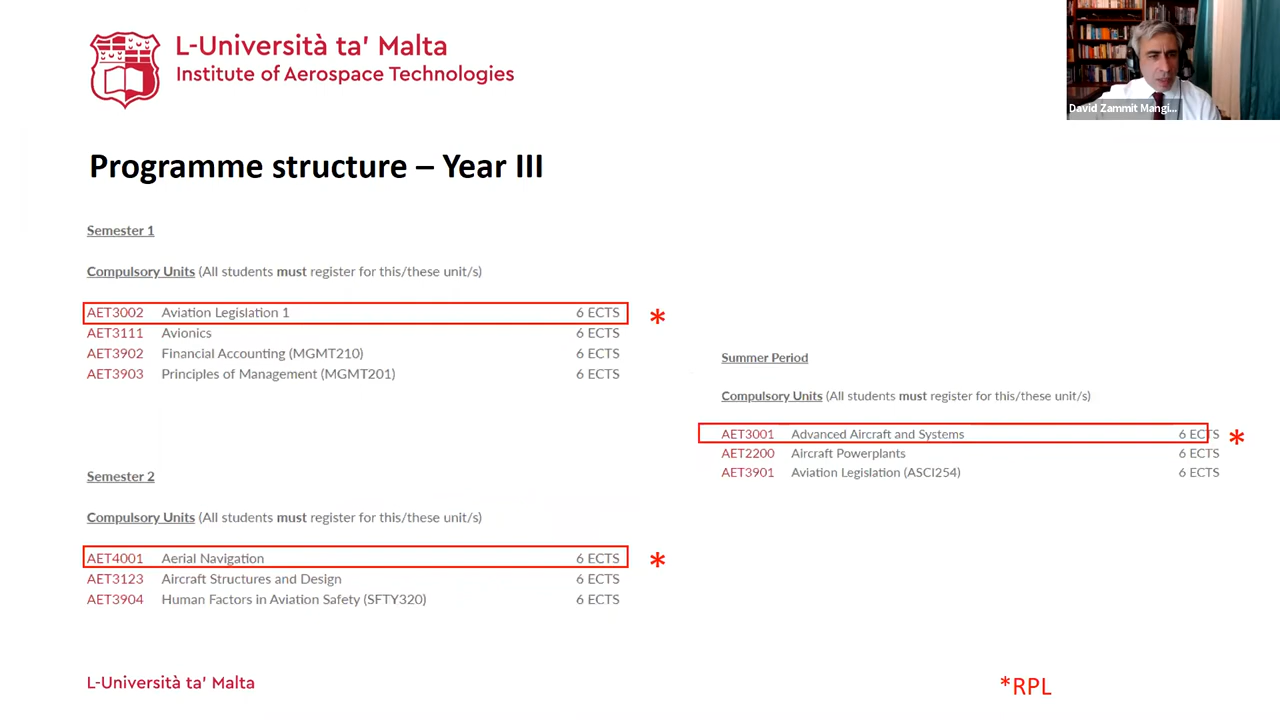 L-Università ta' Malta
Institute of Aerospace Technologies
David Zammit Mangi...
Programme structure – Year III
Semester 1
Compulsory Units (All students must register for this/these unit/s)
AET3002 Aviation Legislation 1 6 ECTS *
AET3111 Avionics 6 ECTS
AET3902 Financial Accounting (MGMT210) 6 ECTS
AET3903 Principles of Management (MGMT201) 6 ECTS
Semester 2
Compulsory Units (All students must register for this/these unit/s)
AET4001 Aerial Navigation 6 ECTS *
AET3123 Aircraft Structures and Design 6 ECTS
AET3904 Human Factors in Aviation Safety (SFTY320) 6 ECTS
Summer Period
Compulsory Units (All students must register for this/these unit/s)
AET3001 Advanced Aircraft and Systems 6 ECTS *
AET2200 Aircraft Powerplants 6 ECTS
AET3901 Aviation Legislation (ASCI254) 6 ECTS
L-Università ta' Malta
*RPL